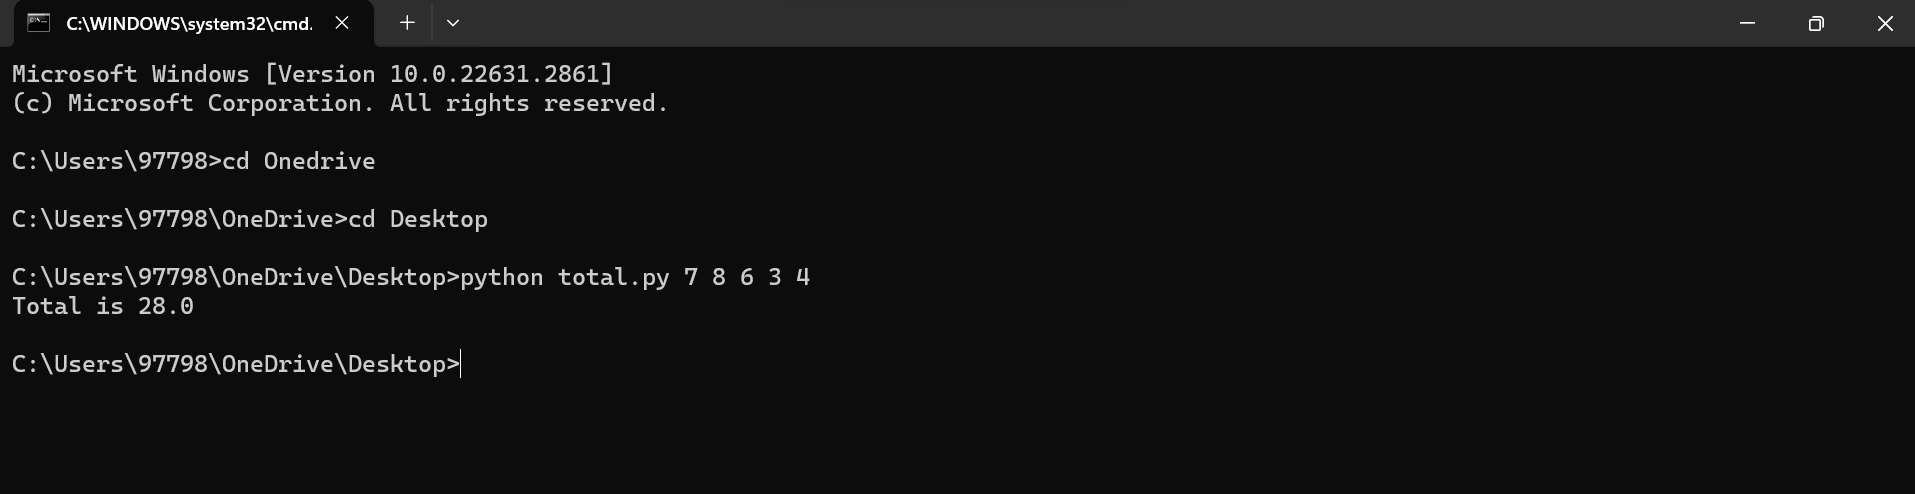 C:\WINDOWS\system32\cmd.
Microsoft Windows [Version 10.0.22631.2861]
(c) Microsoft Corporation. All rights reserved.
C:\Users\97798>cd Onedrive
C:\Users\97798\OneDrive>cd Desktop
C:\Users\97798\OneDrive\Desktop>python total.py 7 8 6 3 4
Total is 28.0
C:\Users\97798\OneDrive\Desktop>